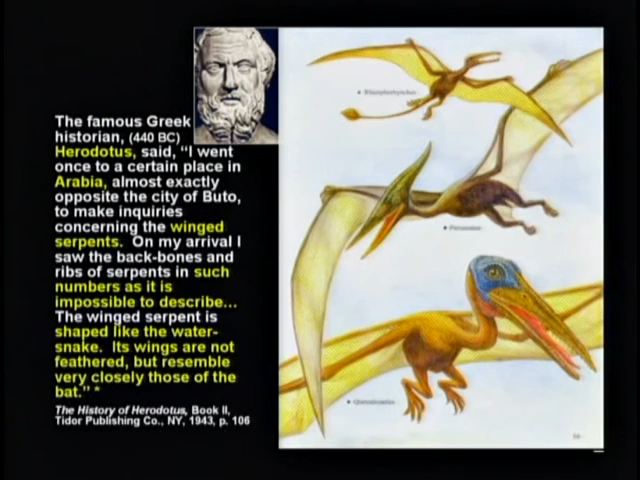 The famous Greek
historian, (440 BC)
Herodotus, said, “I went
once to a certain place in
Arabia, almost exactly
opposite the city of Buto,
to make inquiries
concerning the winged
serpents. On my arrival I
saw the back-bones and
ribs of serpents in such
numbers as it is
impossible to describe...
The winged serpent is
shaped like the water-
snake. Its wings are not
feathered, but resemble
very closely those of the
bat.” *
The History of Herodotus, Book II,
Tidor Publishing Co., NY, 1943, p. 106